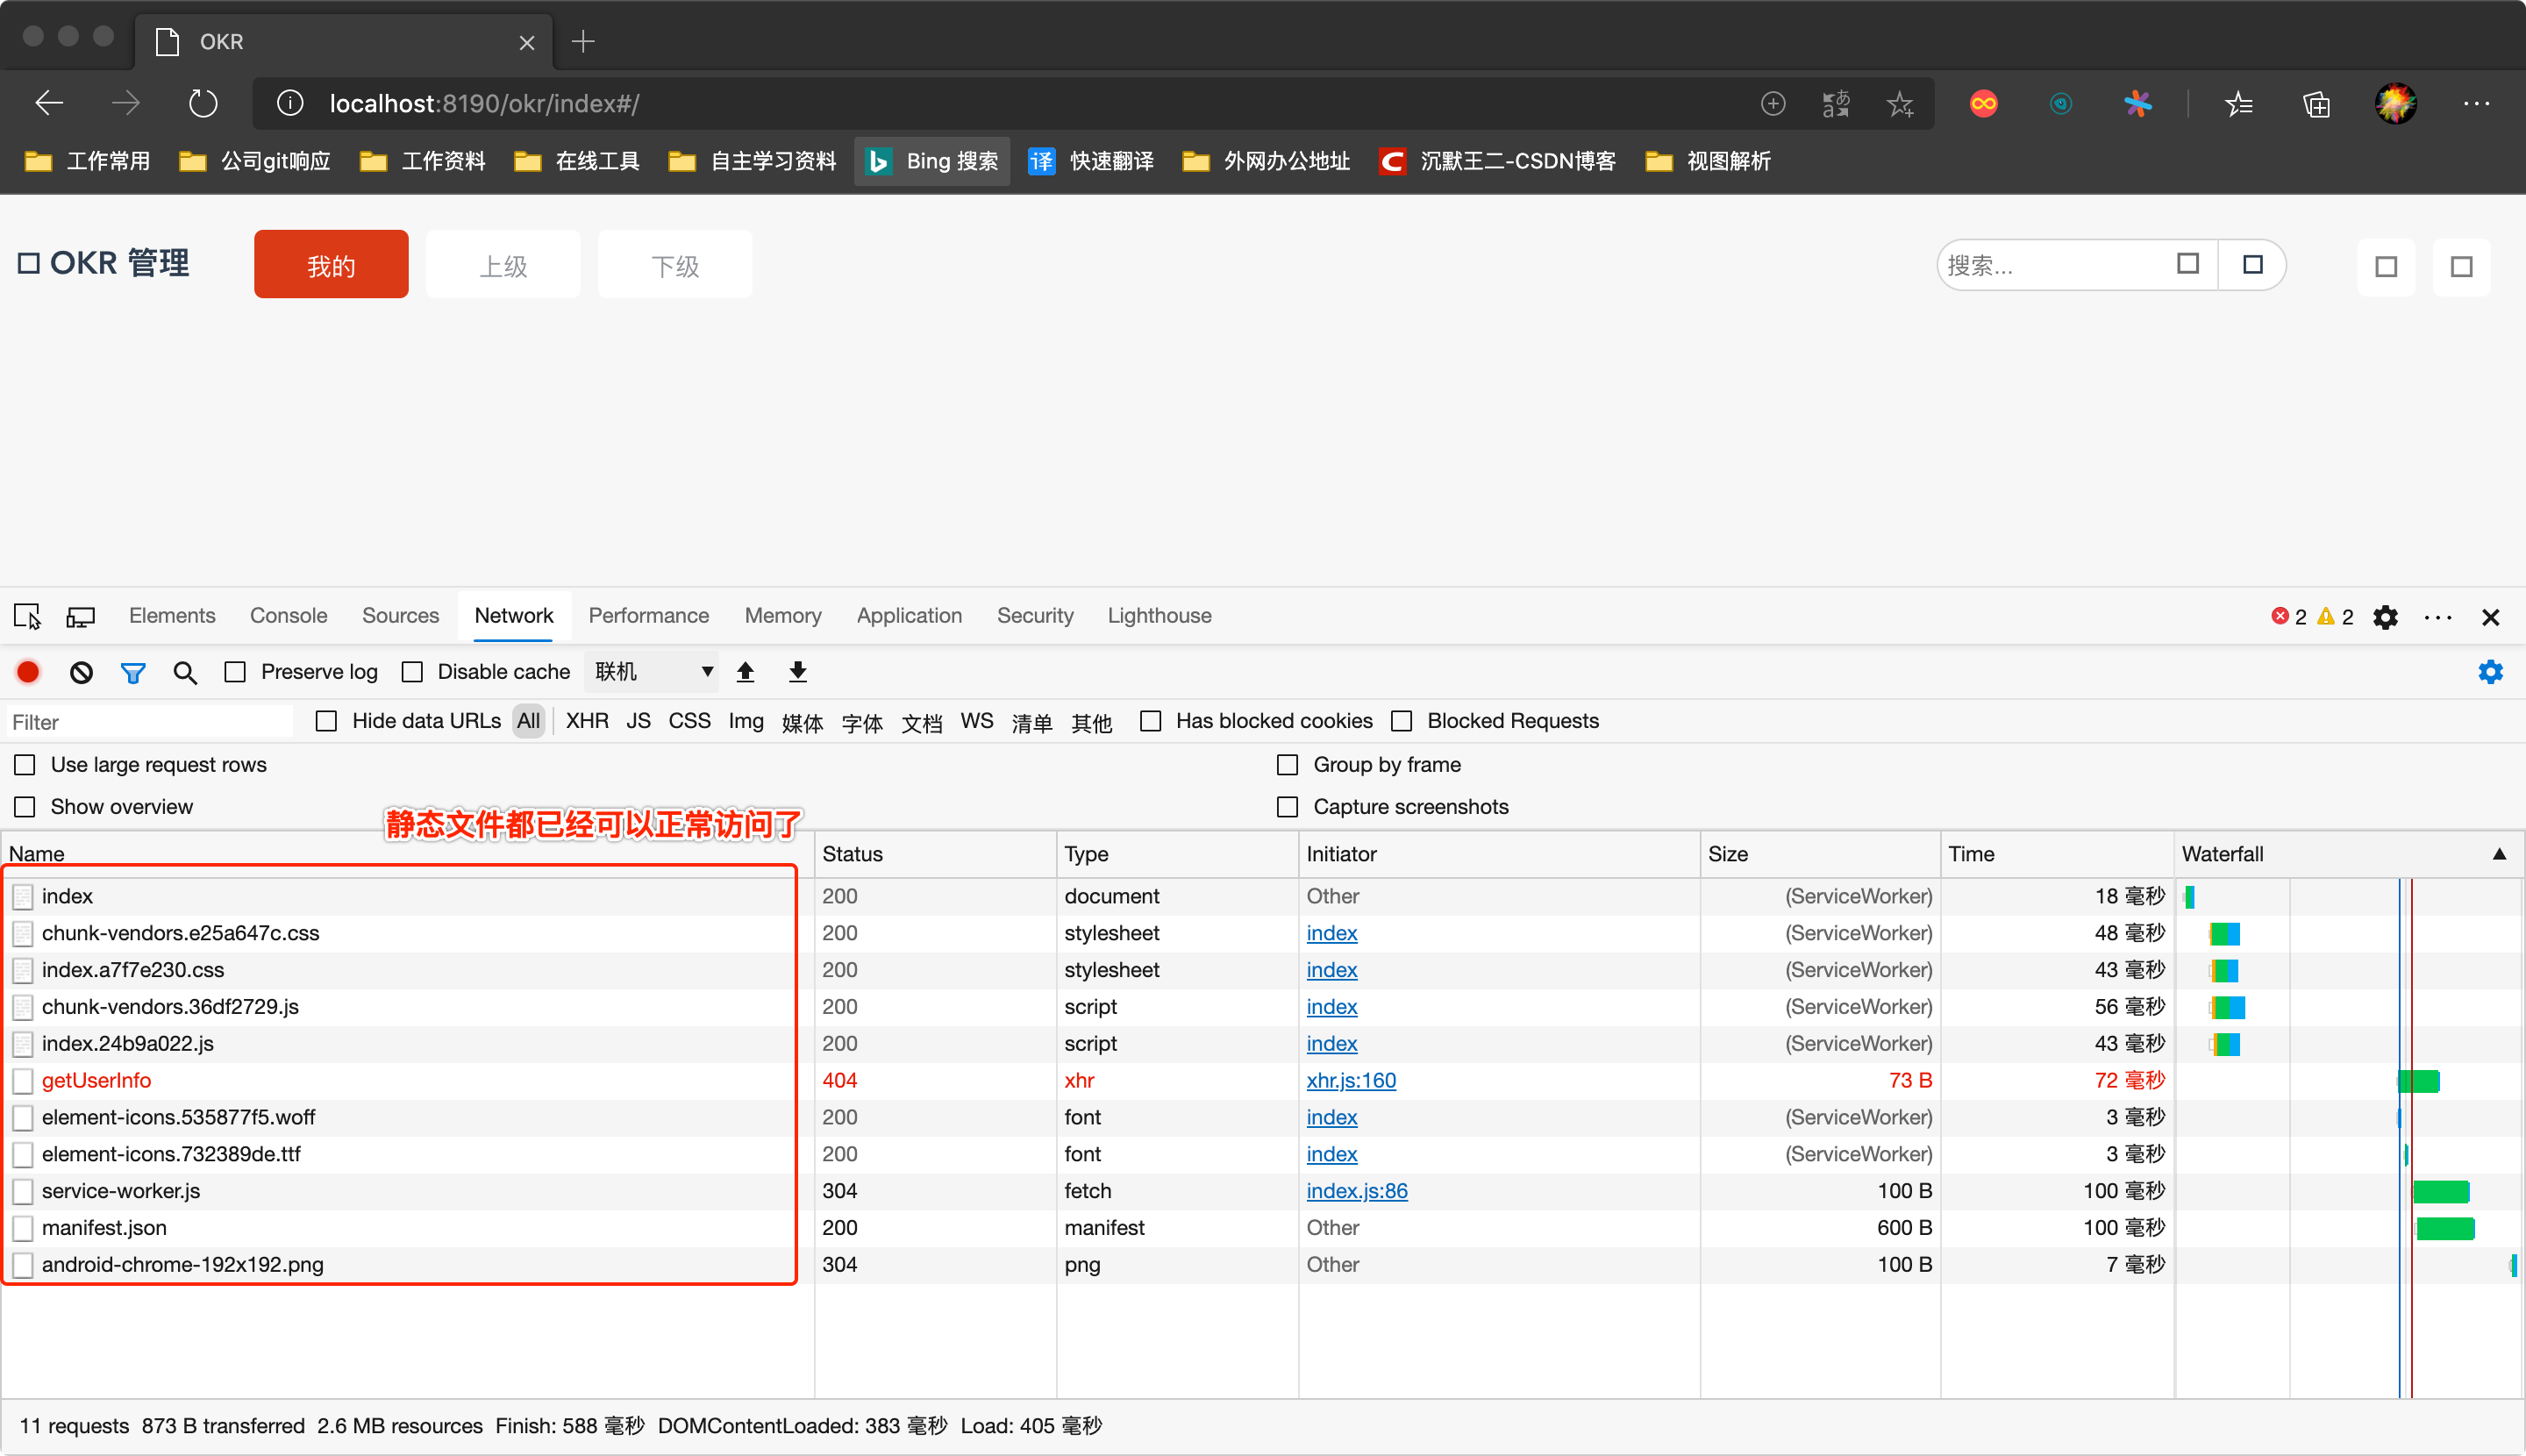 OKR
localhost:8190/okr/index#/
工作常用 公司git响应 工作资料 在线工具 自主学习资料 Bing 搜索 译 快速翻译 外网办公地址 C 沉默王二-CSDN博客 视图解析
OKR 管理 我的 上级 下级 搜索...
Elements Console Sources Network Performance Memory Application Security Lighthouse 2 2
Preserve log Disable cache 联机
Filter Hide data URLs All XHR JS CSS Img 媒体 字体 文档 WS 清单 其他 Has blocked cookies Blocked Requests
Use large request rows Group by frame
Show overview Capture screenshots
静态文件都已经可以正常访问了
Name Status Type Initiator Size Time Waterfall
index 200 document Other (ServiceWorker) 18 毫秒
chunk-vendors.e25a647c.css 200 stylesheet index (ServiceWorker) 48 毫秒
index.a7f7e230.css 200 stylesheet index (ServiceWorker) 43 毫秒
chunk-vendors.36df2729.js 200 script index (ServiceWorker) 56 毫秒
index.24b9a022.js 200 script index (ServiceWorker) 43 毫秒
getUserInfo 404 xhr xhr.js:160 73 B 72 毫秒
element-icons.535877f5.woff 200 font index (ServiceWorker) 3 毫秒
element-icons.732389de.ttf 200 font index (ServiceWorker) 3 毫秒
service-worker.js 304 fetch index.js:86 100 B 100 毫秒
manifest.json 200 manifest Other 600 B 100 毫秒
android-chrome-192x192.png 304 png Other 100 B 7 毫秒
11 requests 873 B transferred 2.6 MB resources Finish: 588 毫秒 DOMContentLoaded: 383 毫秒 Load: 405 毫秒